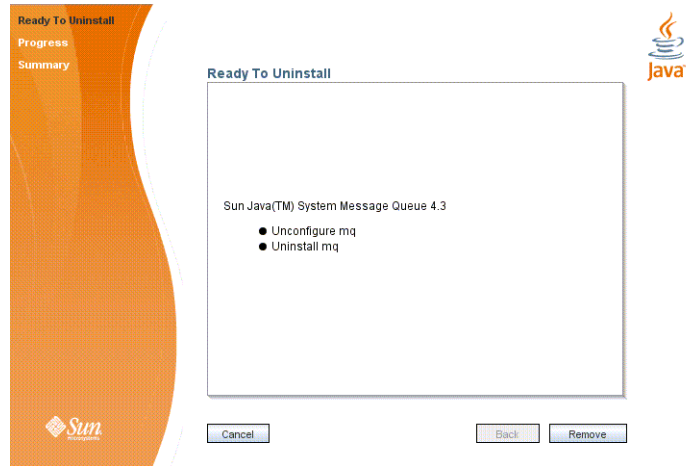 Ready To Uninstall
Progress
Summary
Java
Ready To Uninstall
Sun Java(TM) System Message Queue 4.3
● Unconfigure mq
● Uninstall mq
Sun
microsystems
Cancel
Back
Remove